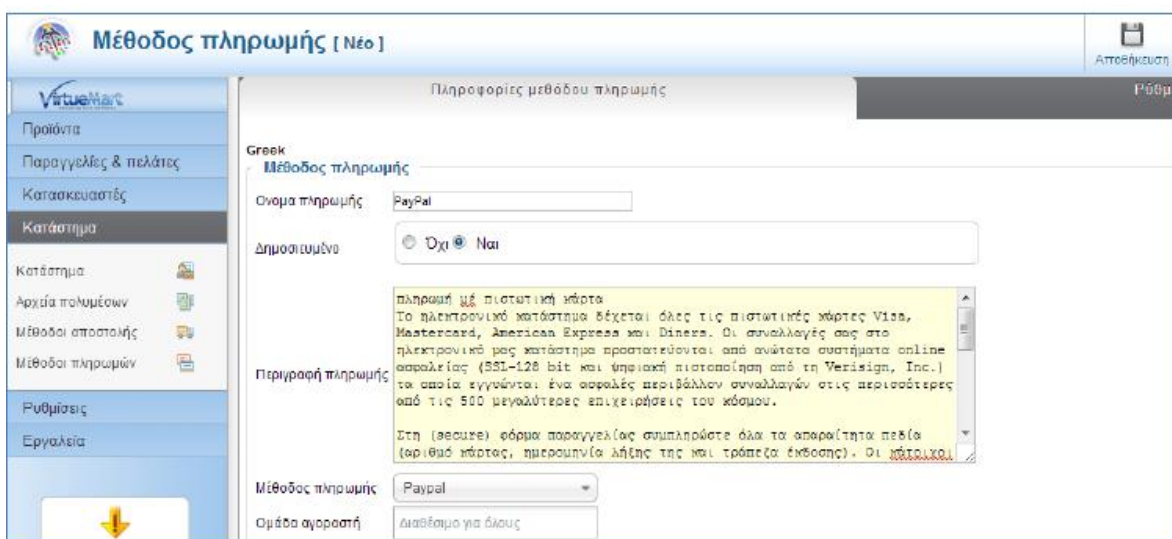 Μέθοδος πληρωμής [ Νέο ]
Αποθήκευση
VirtueMart
Πληροφορίες μεθόδου πληρωμής
Ρύθμ
Προϊόντα
Παραγγελίες & πελάτες
Κατασκευαστές
Κατάστημα
Κατάστημα
Αρχεία πολυμέσων
Μέθοδοι αποστολής
Μέθοδοι πληρωμών
Ρυθμίσεις
Εργαλεία
Greek
Μέθοδος πληρωμής
Ονομα πληρωμής PayPal
Δημοσιευμένο Όχι Ναι
Περιγραφή πληρωμής
πληρωμή μέ πιστωτική κάρτα
Το ηλεκτρονικό κατάστημα δέχεται όλες τις πιστωτικές κάρτες Visa,
Mastercard, American Express και Diners. Οι συναλλαγές σας στο
ηλεκτρονικό μας κατάστημα προστατεύονται από ανώτατα συστήματα online
ασφαλείας (SSL-128 bit και ψηφιακή πιστοποίηση από τη Verisign, Inc.)
τα οποία εγγυώνται ένα ασφαλές περιβάλλον συναλλαγών στις περισσότερες
από τις 500 μεγαλύτερες επιχειρήσεις του κόσμου.
Στη (secure) φόρμα παραγγελίας συμπληρώστε όλα τα απαραίτητα πεδία
(αριθμό κάρτας, ημερομηνία λήξης της και τράπεζα έκδοσης). Οι κάτοιχοι
Μέθοδος πληρωμής Paypal
Ομάδα αγοραστή Διαθέσιμο για όλους